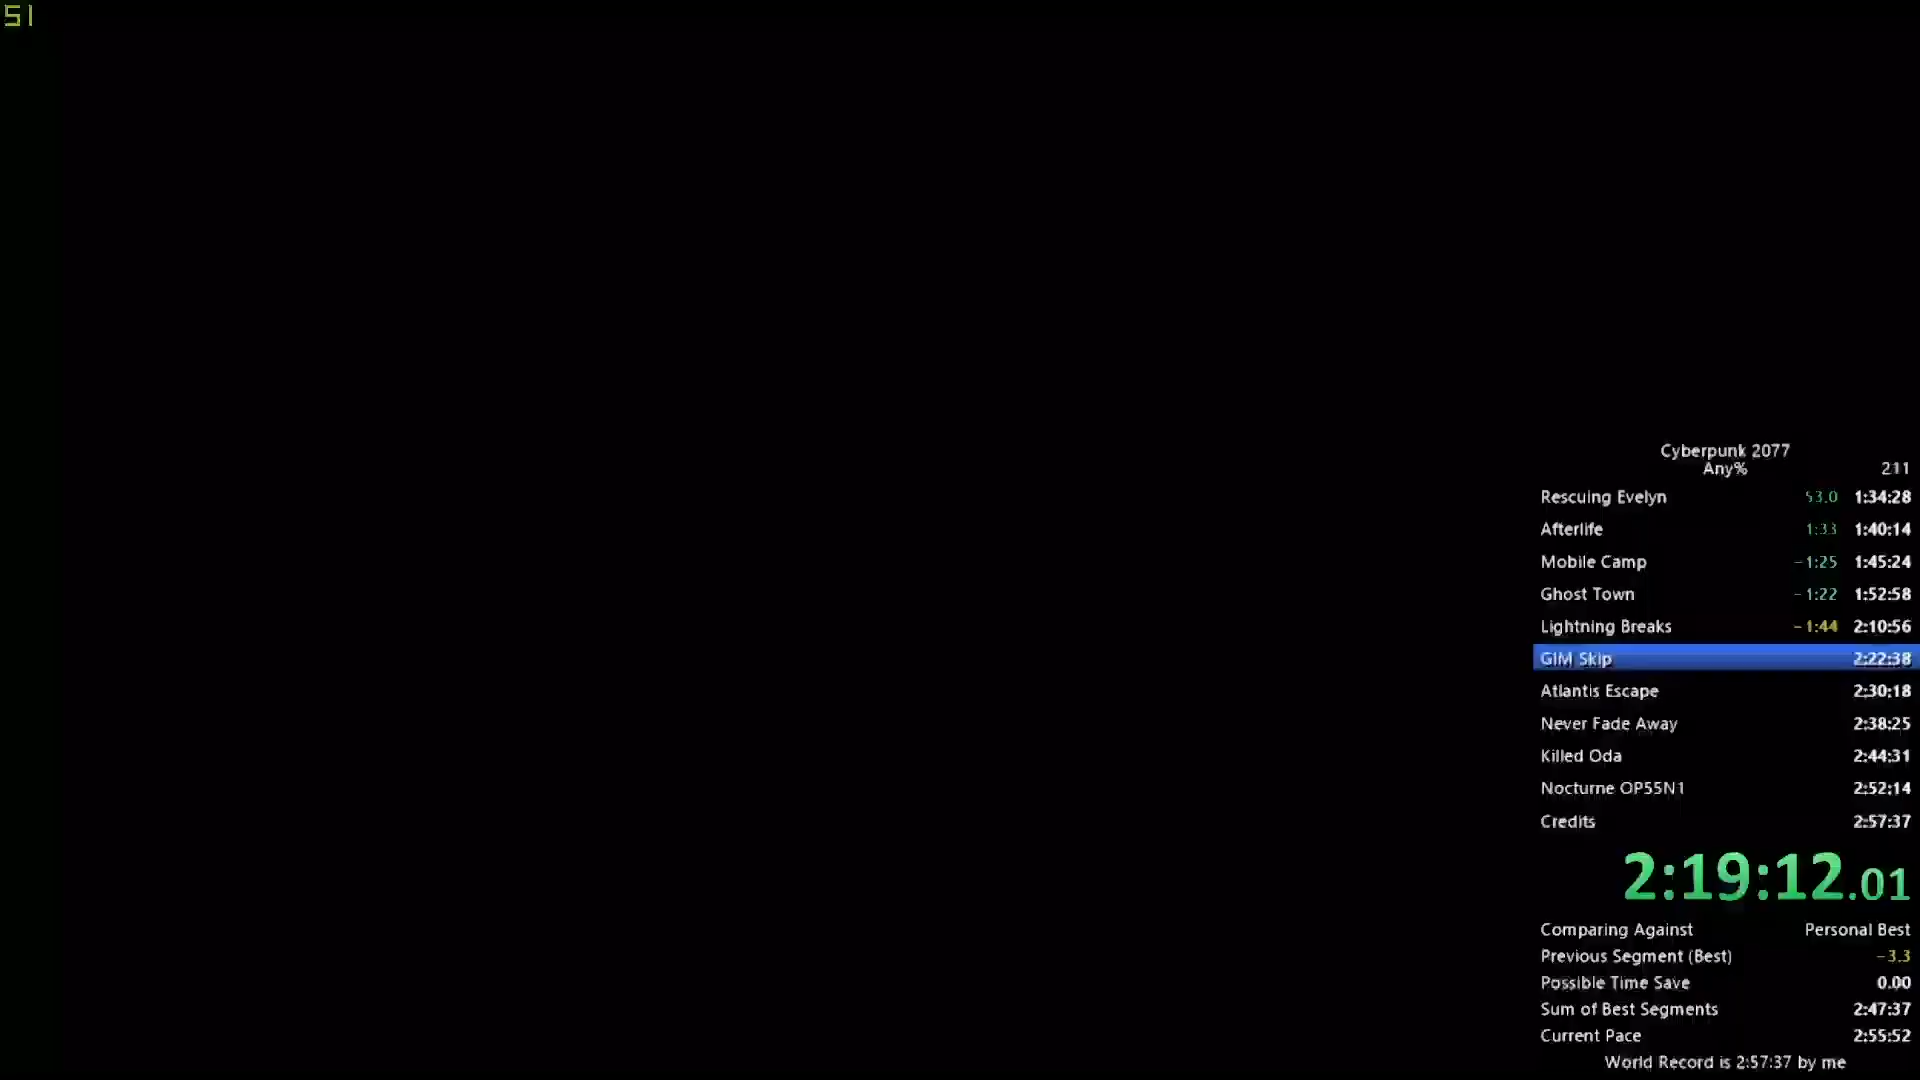 51
Cyberpunk 2077
Any% 211
Rescuing Evelyn 53.0 1:34:28
Afterlife 1:33 1:40:14
Mobile Camp −1:25 1:45:24
Ghost Town −1:22 1:52:58
Lightning Breaks −1:44 2:10:56
GIM Skip 2:22:38
Atlantis Escape 2:30:18
Never Fade Away 2:38:25
Killed Oda 2:44:31
Nocturne OP55N1 2:52:14
Credits 2:57:37
2:19:12.01
Comparing Against Personal Best
Previous Segment (Best) −3.3
Possible Time Save 0.00
Sum of Best Segments 2:47:37
Current Pace 2:55:52
World Record is 2:57:37 by me